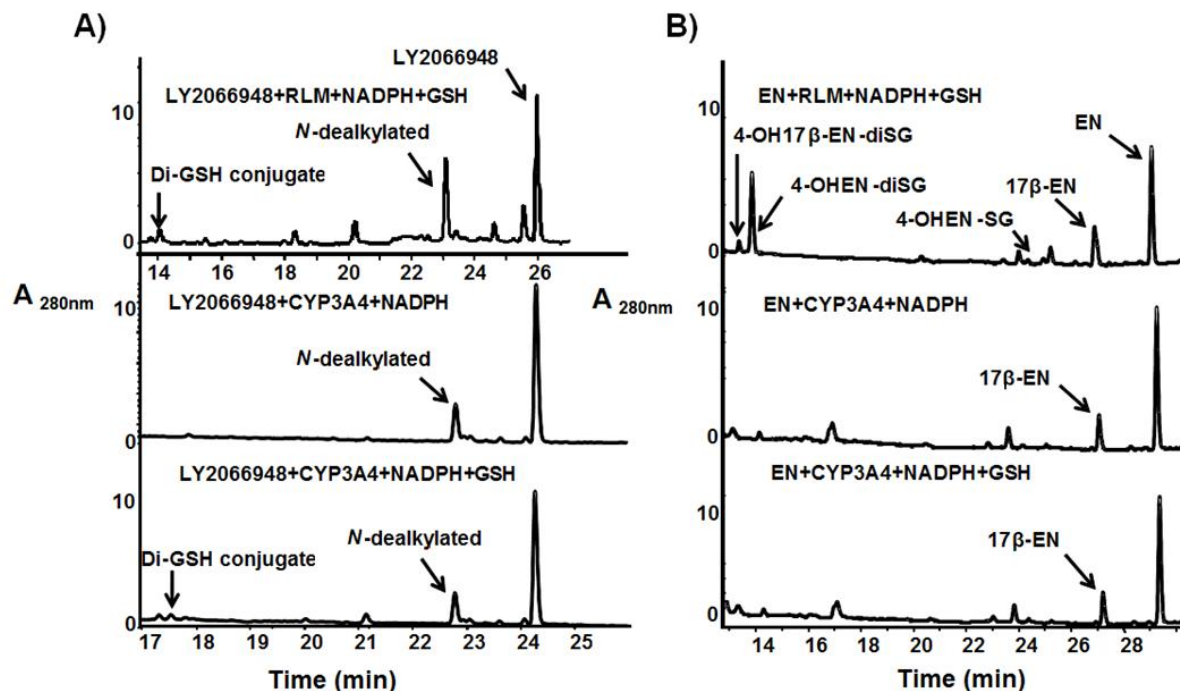 A)
LY2066948
LY2066948+RLM+NADPH+GSH
N-dealkylated
Di-GSH conjugate
10
0
14 16 18 20 22 24 26
A 280nm
LY2066948+CYP3A4+NADPH
N-dealkylated
10
0
LY2066948+CYP3A4+NADPH+GSH
N-dealkylated
Di-GSH conjugate
10
0
17 18 19 20 21 22 23 24 25
Time (min)
B)
EN+RLM+NADPH+GSH
4-OH17β-EN-diSG
EN
4-OHEN-diSG
17β-EN
4-OHEN-SG
10
0
A 280nm
EN+CYP3A4+NADPH
17β-EN
10
0
EN+CYP3A4+NADPH+GSH
17β-EN
10
0
14 16 18 20 22 24 26 28
Time (min)